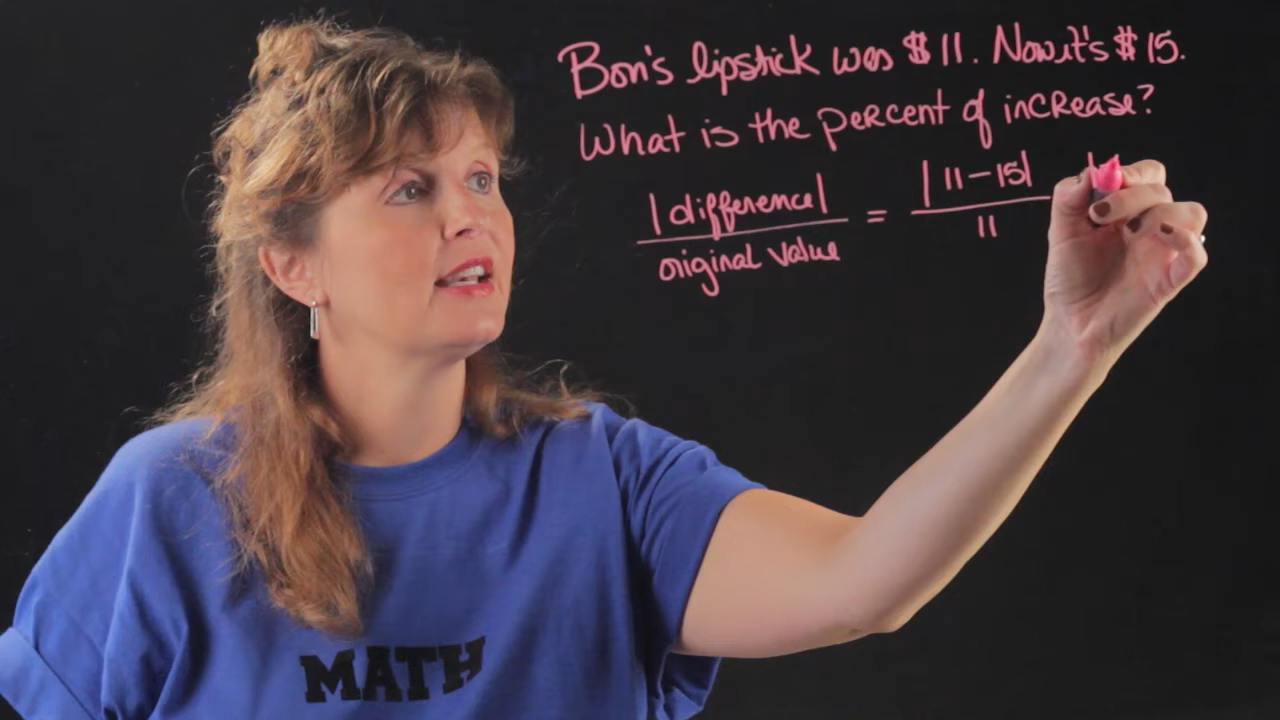 Bon's lipstick was $11. Now it's $15.
What is the percent of increase?
|difference| / original value = |11-15| / 11 |
MATH